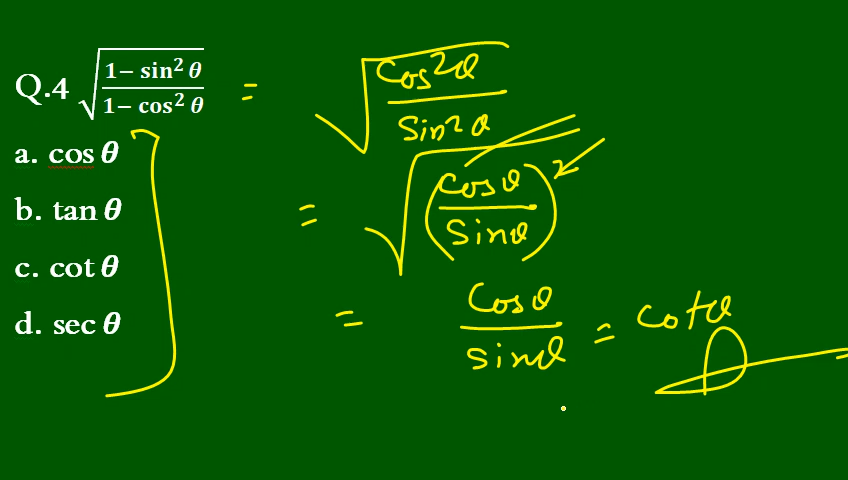 Q.4 √((1− sin² θ)/(1− cos² θ)) = √(Cos²θ/Sin²θ)
a. cos θ
= √((Cosθ/Sinθ)²)
b. tan θ
c. cot θ
= Cosθ/sinθ = cotθ
d. sec θ